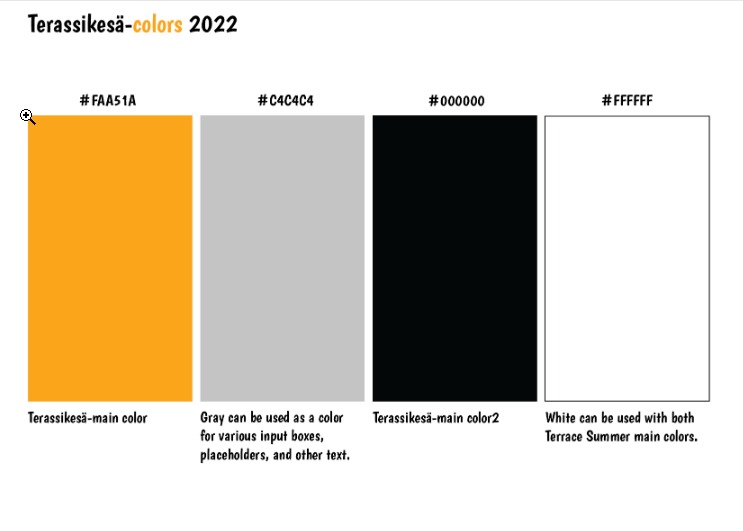 Terassikesä-colors 2022
#FAA51A
#C4C4C4
#000000
#FFFFFF
Terassikesä-main color
Gray can be used as a color
for various input boxes,
placeholders, and other text.
Terassikesä-main color2
White can be used with both
Terrace Summer main colors.